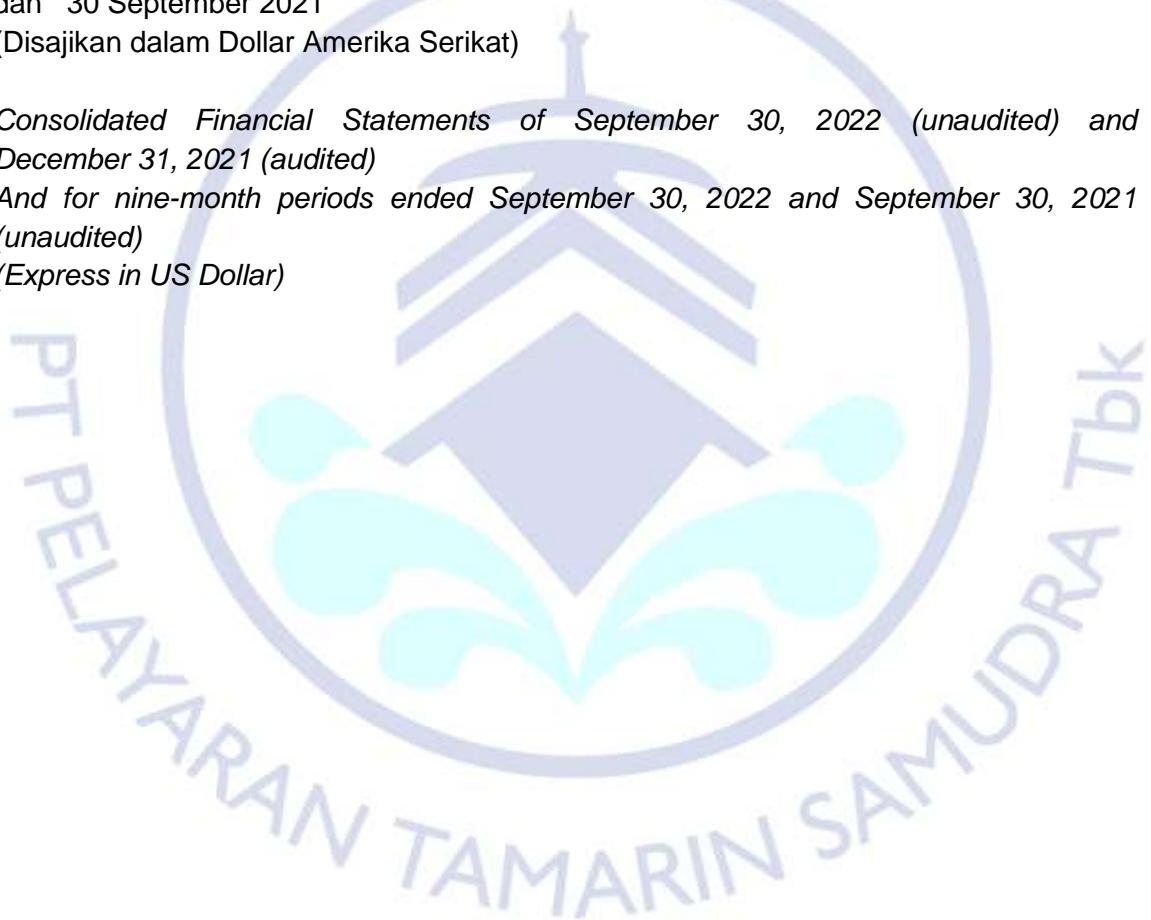 dan 30 September 2021
(Disajikan dalam Dollar Amerika Serikat)
Consolidated Financial Statements of September 30, 2022 (unaudited) and
December 31, 2021 (audited)
And for nine-month periods ended September 30, 2022 and September 30, 2021
(unaudited)
(Express in US Dollar)
PT PELAYARAN TAMARIN SAMUDRA Tbk